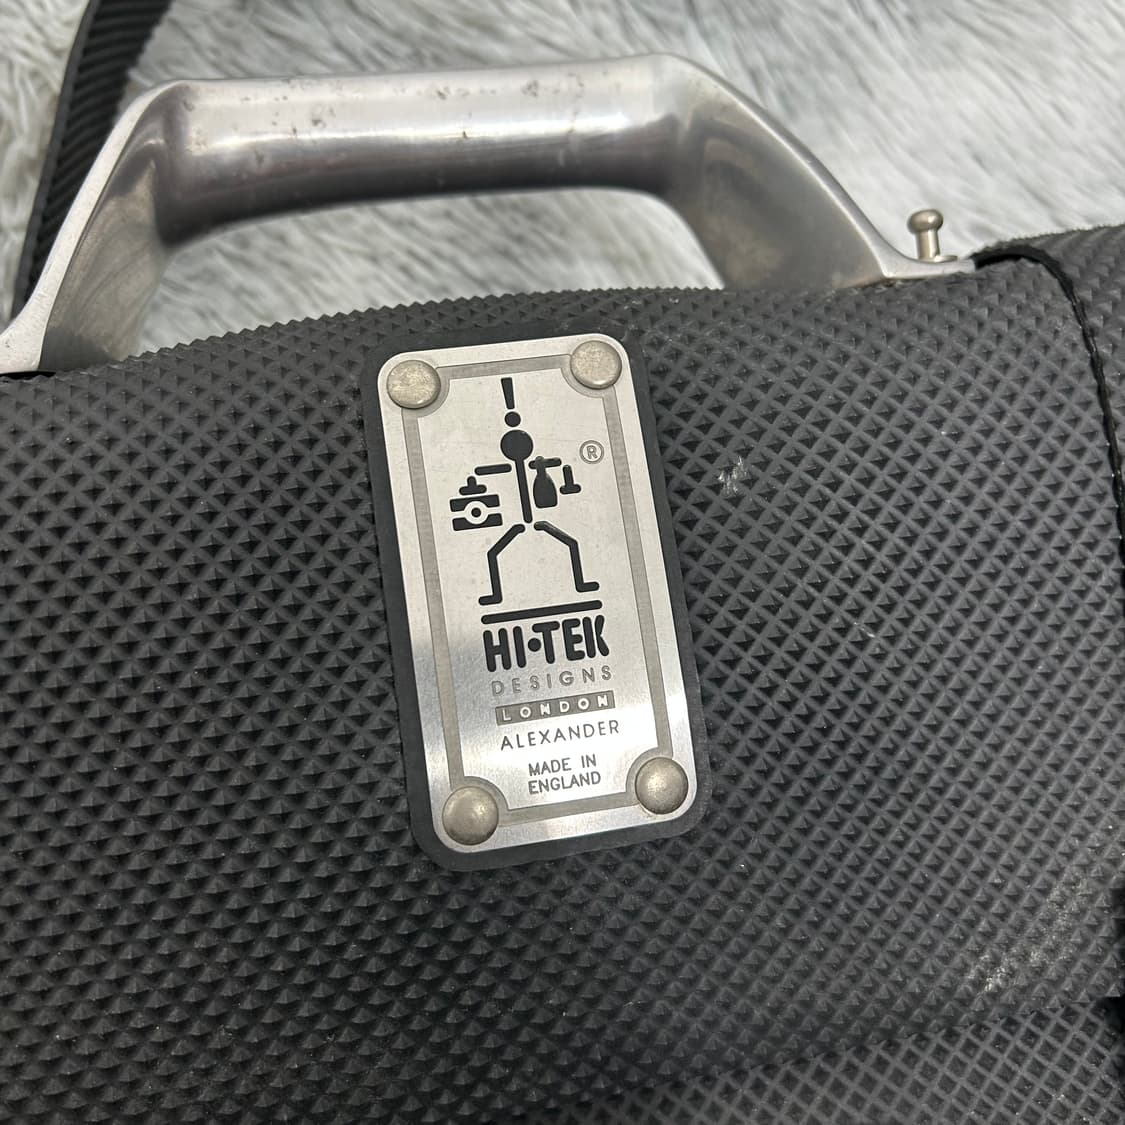 ®
HI•TEK
DESIGNS
LONDON
ALEXANDER
MADE IN
ENGLAND